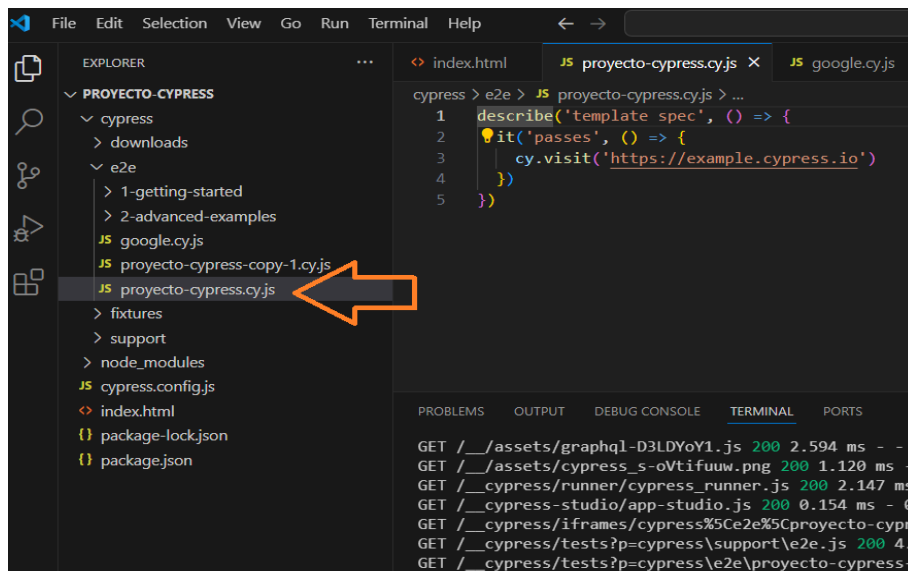 File Edit Selection View Go Run Terminal Help
EXPLORER
PROYECTO-CYPRESS
cypress
downloads
e2e
1-getting-started
2-advanced-examples
JS google.cy.js
JS proyecto-cypress-copy-1.cy.js
JS proyecto-cypress.cy.js
fixtures
support
node_modules
JS cypress.config.js
<> index.html
{} package-lock.json
{} package.json
<> index.html JS proyecto-cypress.cy.js JS google.cy.js
cypress > e2e > JS proyecto-cypress.cy.js > ...
1 describe('template spec', () => {
2 it('passes', () => {
3 cy.visit('https://example.cypress.io')
4 })
5 })
PROBLEMS OUTPUT DEBUG CONSOLE TERMINAL PORTS
GET /__/assets/graphql-D3LDYoY1.js 200 2.594 ms - -
GET /__/assets/cypress_s-oVtifuuw.png 200 1.120 ms -
GET /__cypress/runner/cypress_runner.js 200 2.147 ms
GET /__cypress-studio/app-studio.js 200 0.154 ms -
GET /__cypress/iframes/cypress%5Ce2e%5Cproyecto-cypr
GET /__cypress/tests?p=cypress\support\e2e.js 200 4.
GET /__cypress/tests?p=cypress\e2e\proyecto-cypress-